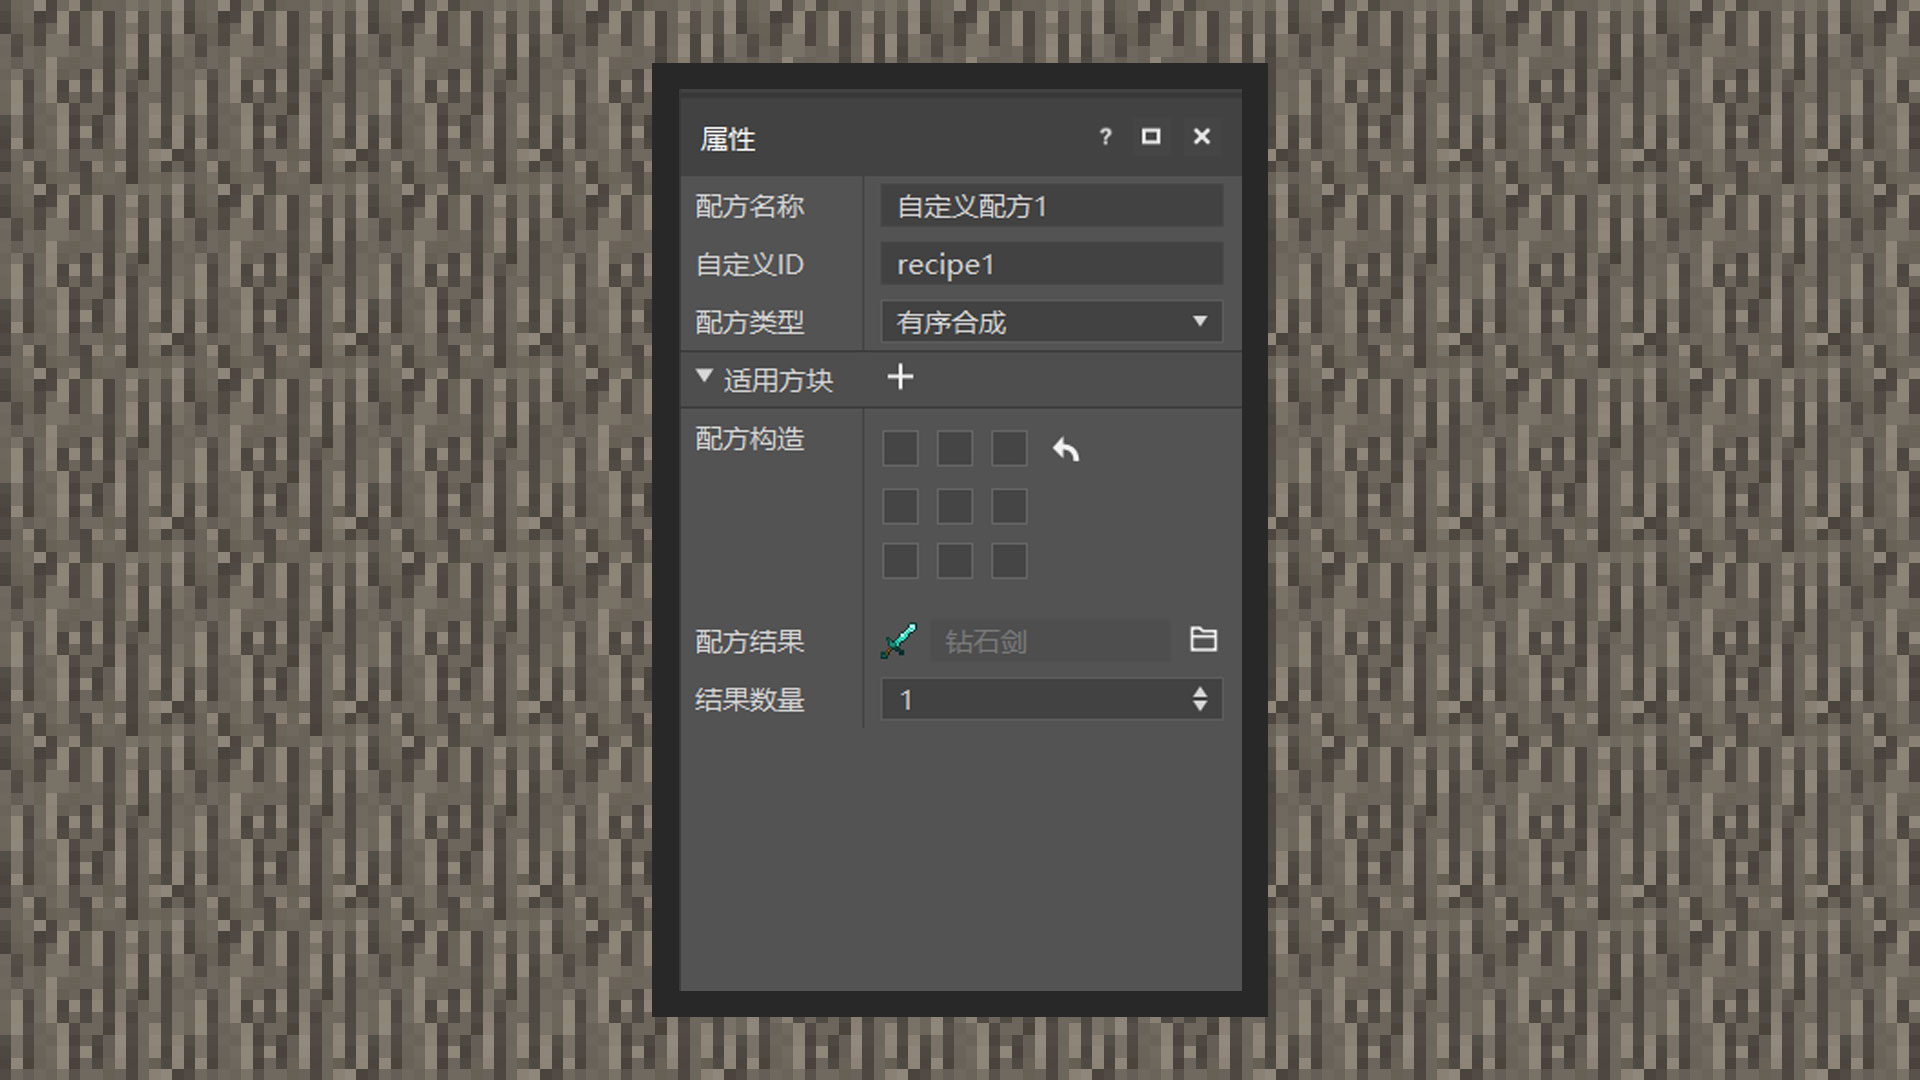 属性 ?
配方名称 自定义配方1
自定义ID recipe1
配方类型 有序合成
适用方块
配方构造
配方结果 钻石剑
结果数量 1